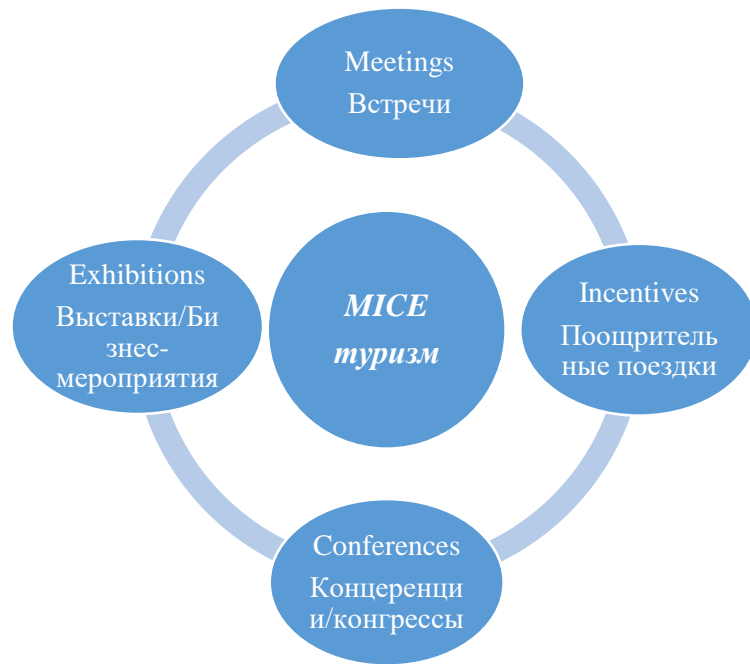 Meetings
Встречи
Exhibitions
Выставки/Би
знес-
мероприятия
MICE
туризм
Incentives
Поощритель
ные поездки
Conferences
Концеренци
и/конгрессы